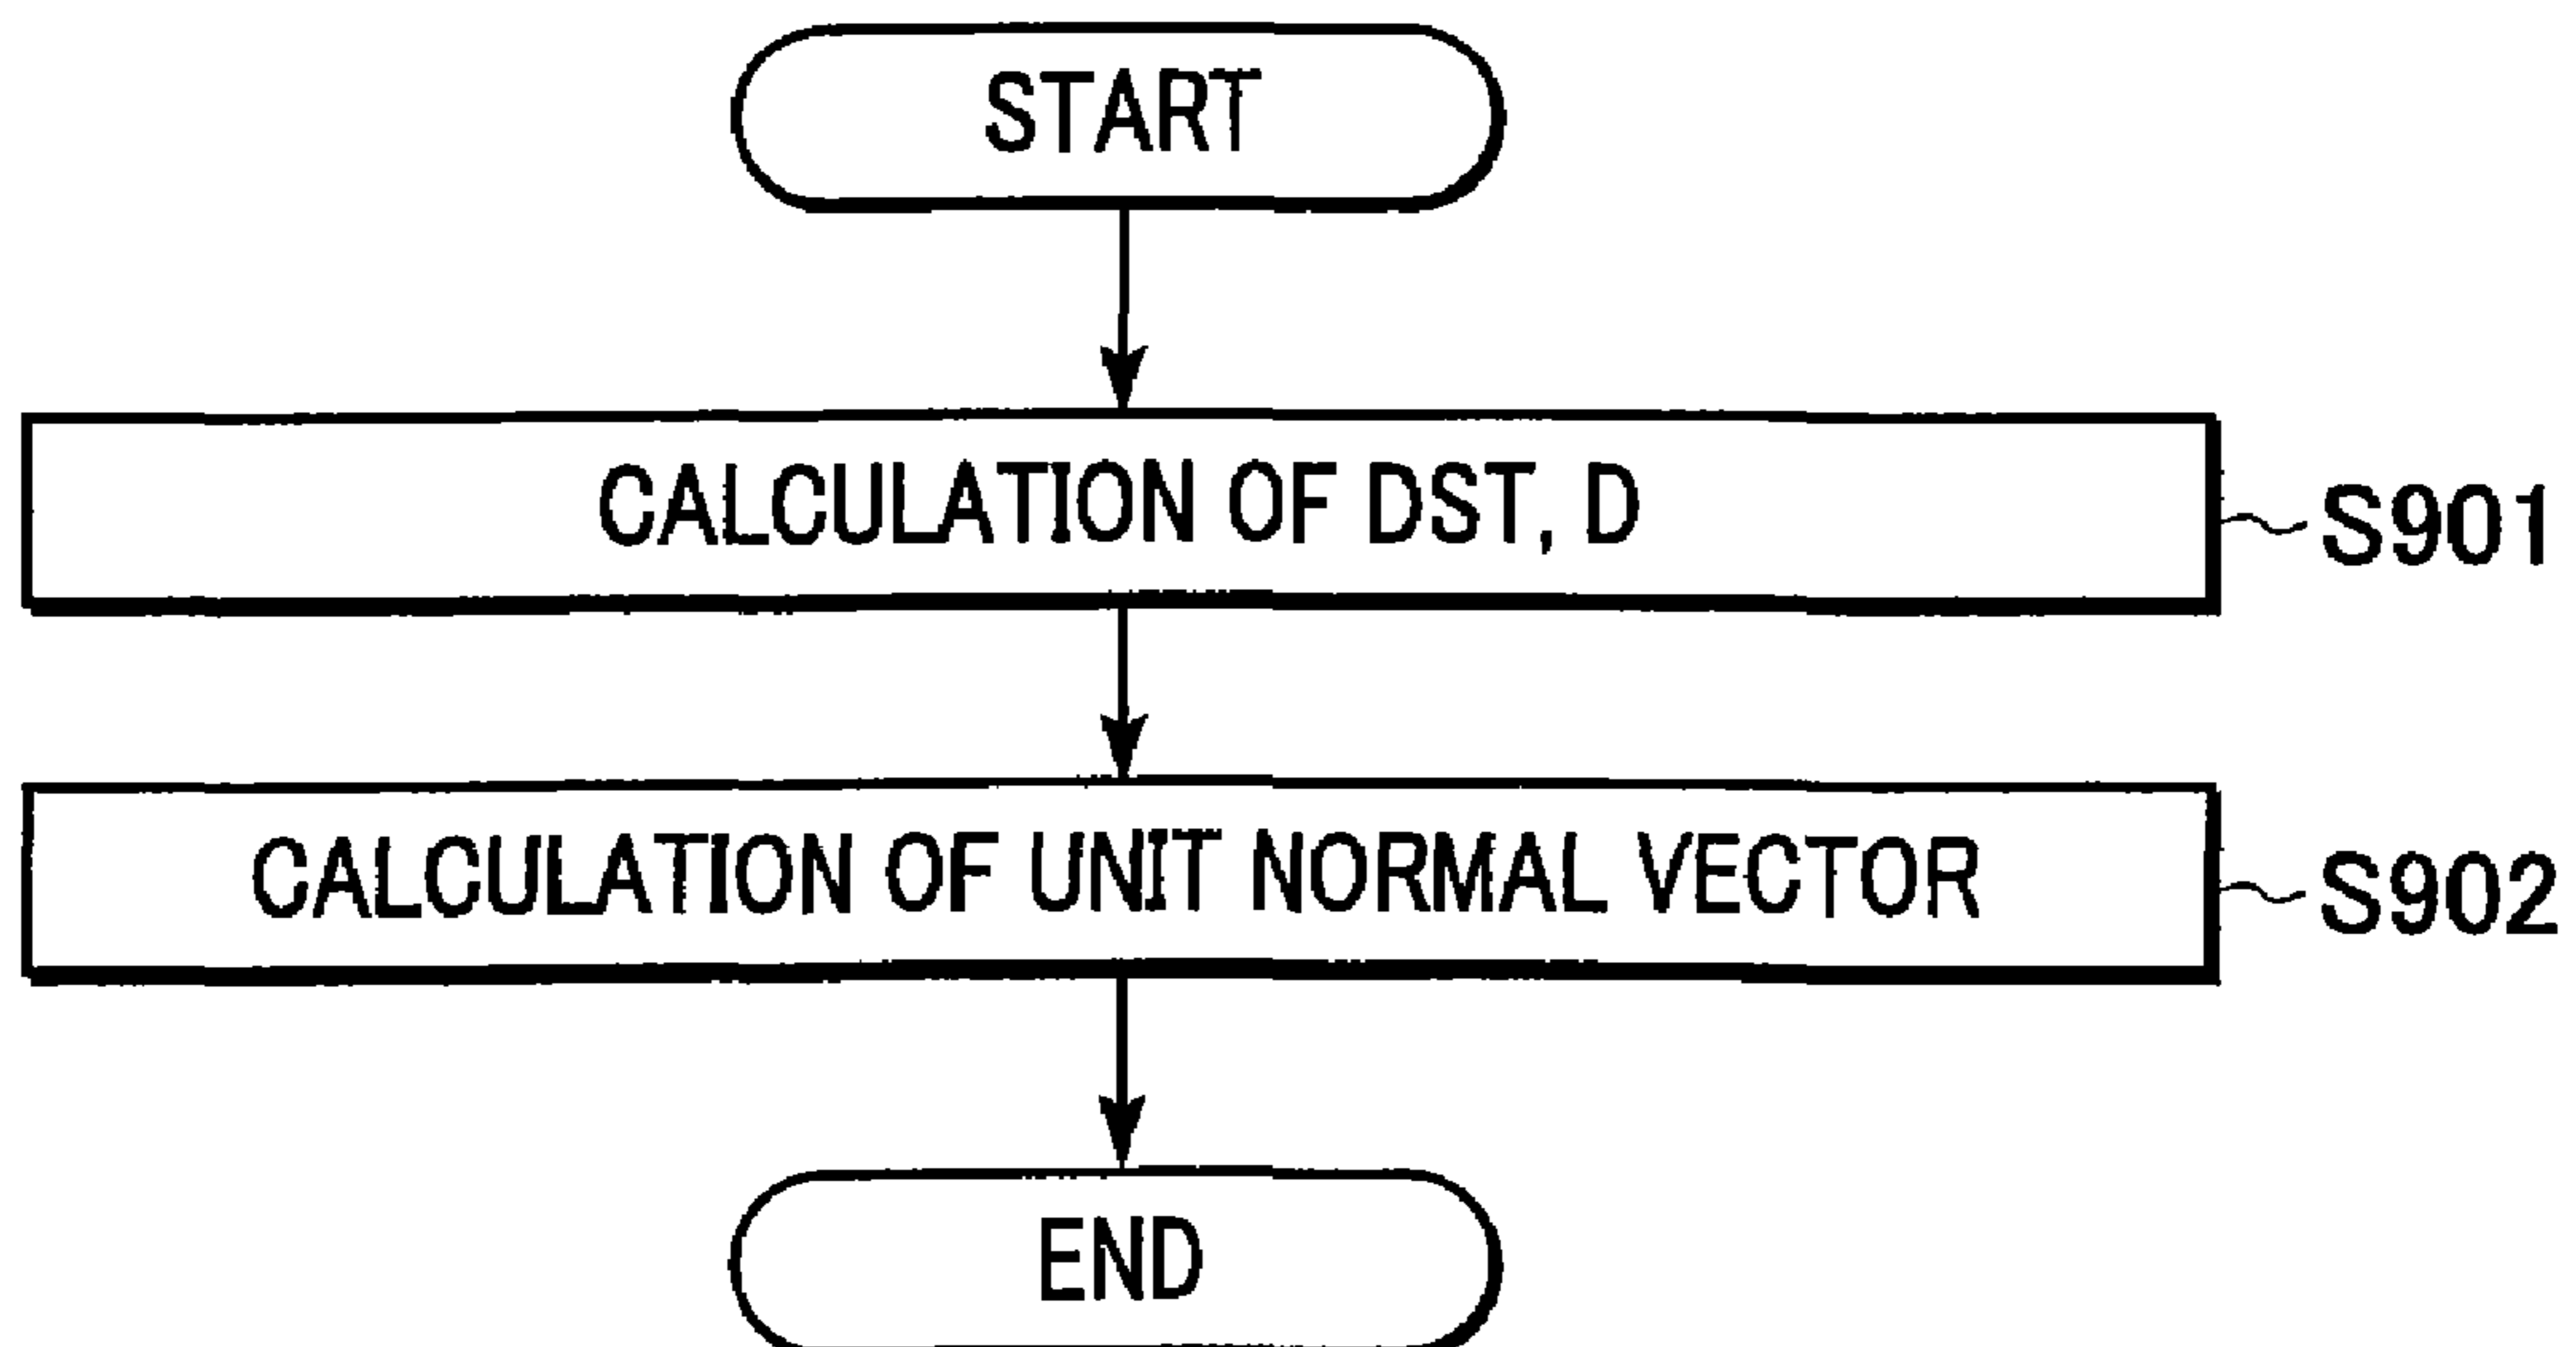 START
CALCULATION OF DST, D
S901
CALCULATION OF UNIT NORMAL VECTOR
S902
END